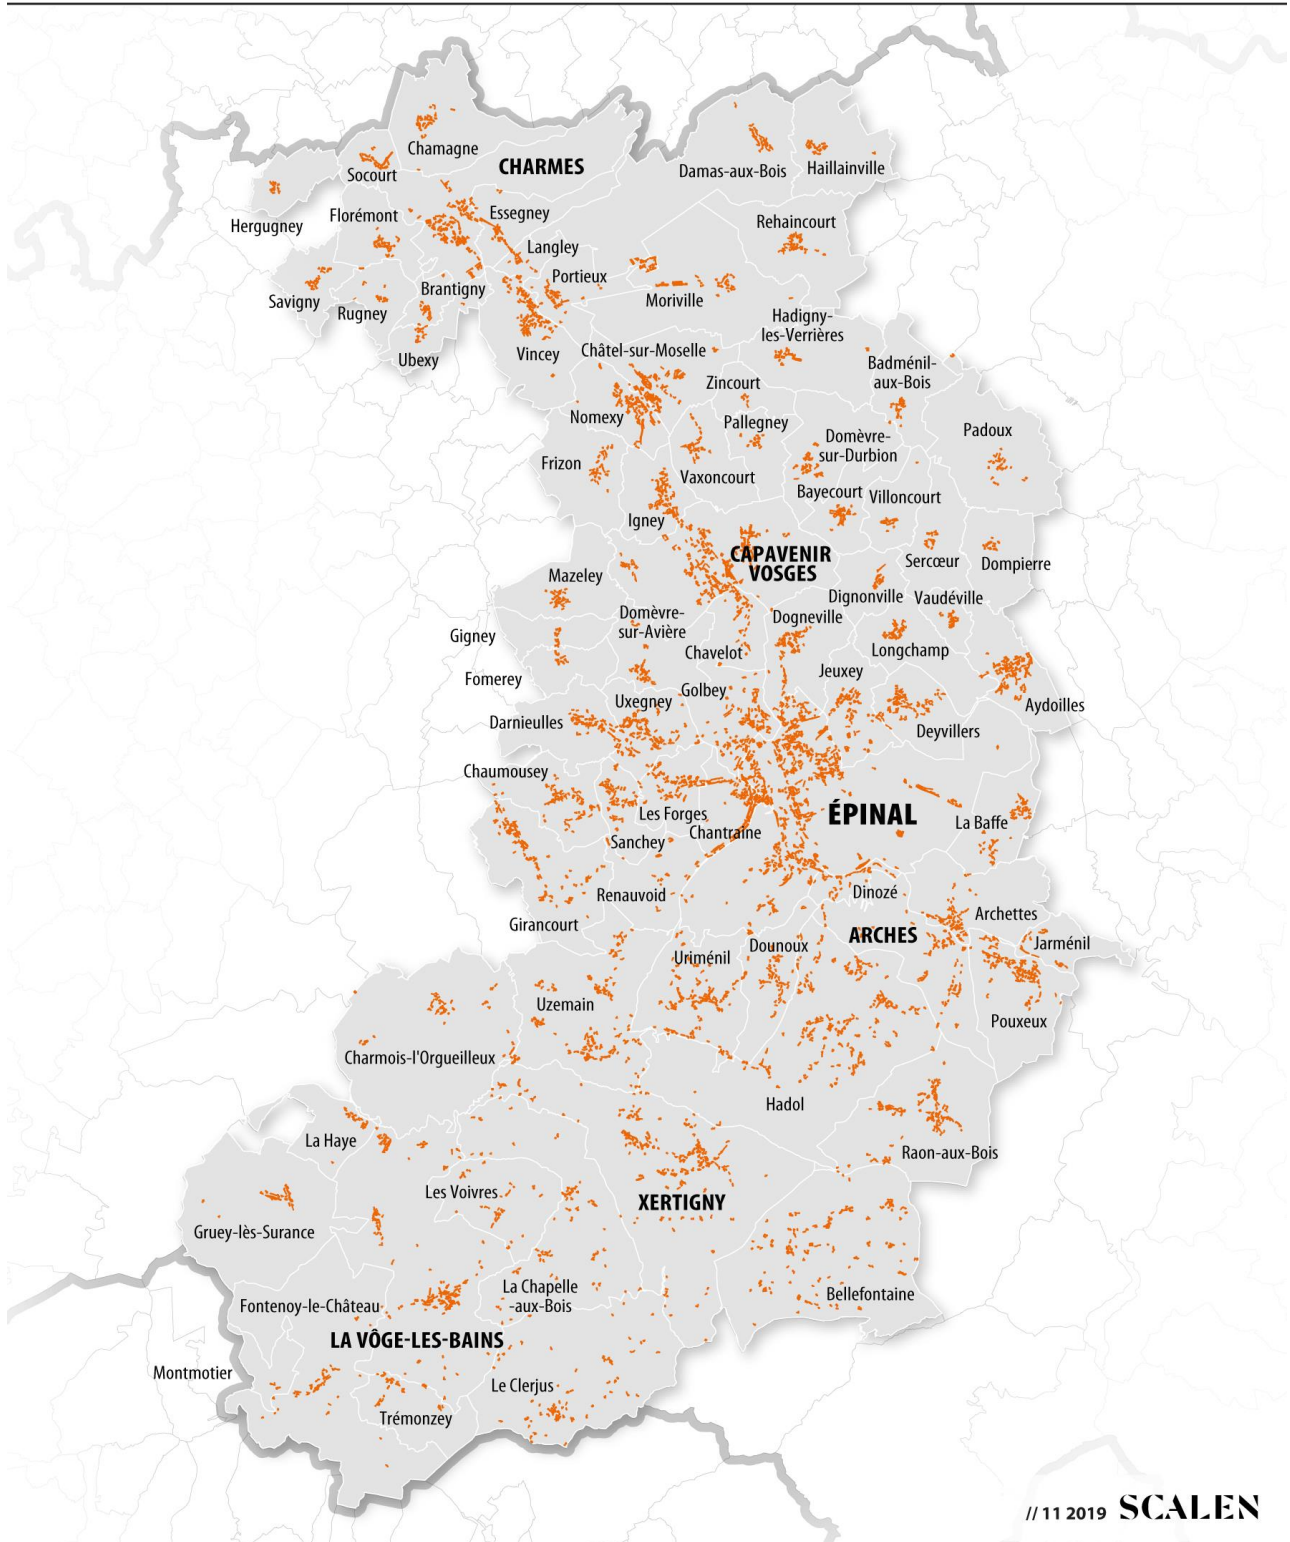 Chamagne
CHARMES
Socourt
Damas-aux-Bois
Haillainville
Hergugney
Florémont
Essegney
Rehaincourt
Langley
Portieux
Savigny
Rugney
Brantigny
Moriville
Ubexy
Vincey
Hadigny-
les-Verrières
Châtel-sur-Moselle
Badménil-
aux-Bois
Zincourt
Nomexy
Pallegney
Padoux
Domèvre-
sur-Durbion
Frizon
Vaxoncourt
Bayecourt
Villoncourt
Igney
CAPAVENIR
VOSGES
Sercœur
Dompierre
Mazeley
Dignonville
Vaudéville
Domèvre-
sur-Avière
Dogneville
Gigney
Chavelot
Longchamp
Fomerey
Jeuxey
Golbey
Uxegney
Aydoilles
Darnieulles
Deyvillers
Chaumousey
Les Forges
ÉPINAL
La Baffe
Chantraine
Sanchey
Renauvoid
Dinozé
Girancourt
Archettes
ARCHES
Jarménil
Dounoux
Uriménil
Uzemain
Pouxeux
Charmois-l'Orgueilleux
Hadol
La Haye
Raon-aux-Bois
Les Voivres
XERTIGNY
Gruey-lès-Surance
La Chapelle
-aux-Bois
Bellefontaine
Fontenoy-le-Château
LA VÔGE-LES-BAINS
Montmotier
Le Clerjus
Trémonzey
// 11 2019 SCALEN